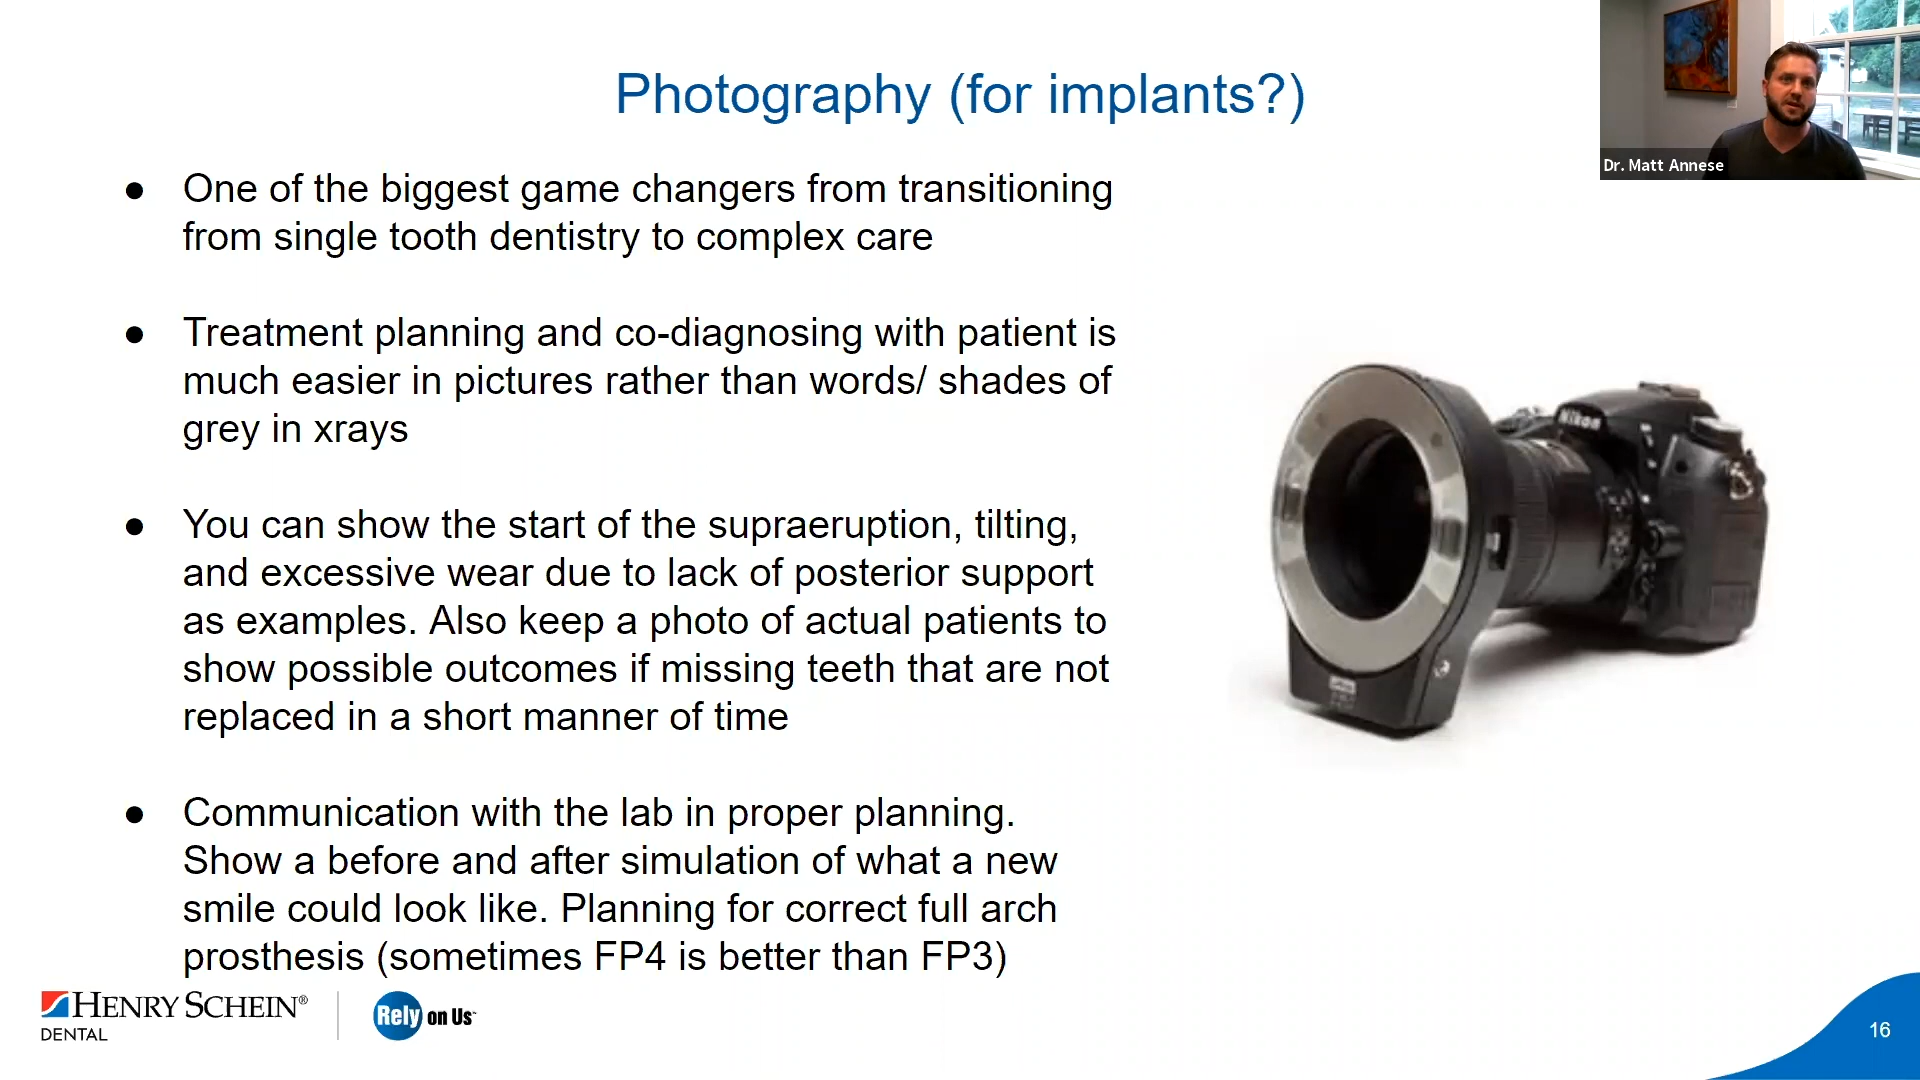 Photography (for implants?)
Dr. Matt Annese
● One of the biggest game changers from transitioning
from single tooth dentistry to complex care
● Treatment planning and co-diagnosing with patient is
much easier in pictures rather than words/ shades of
grey in xrays
● You can show the start of the supraeruption, tilting,
and excessive wear due to lack of posterior support
as examples. Also keep a photo of actual patients to
show possible outcomes if missing teeth that are not
replaced in a short manner of time
● Communication with the lab in proper planning.
Show a before and after simulation of what a new
smile could look like. Planning for correct full arch
prosthesis (sometimes FP4 is better than FP3)
Nikon
HENRY SCHEIN®
DENTAL
Rely on Us
16